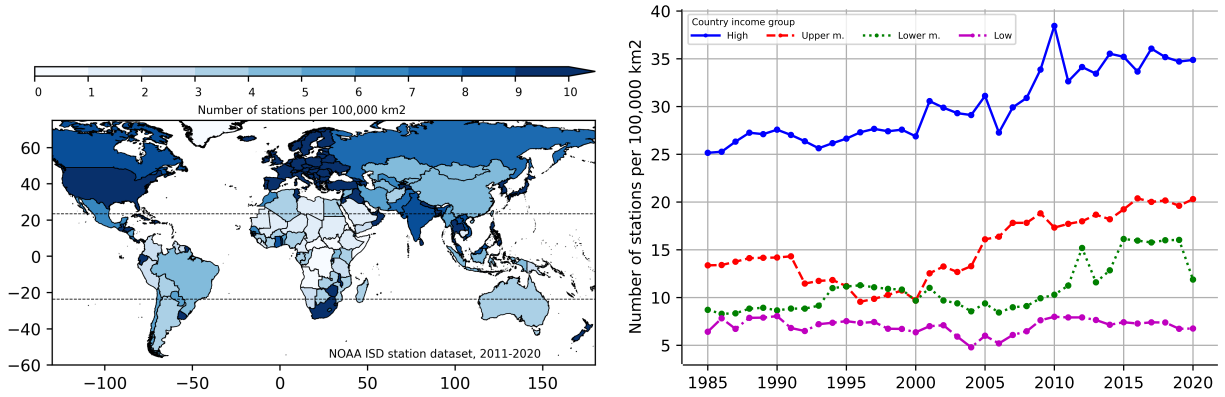 0 1 2 3 4 5 6 7 8 9 10
Number of stations per 100,000 km2
60
40
20
0
−20
−40
−60
NOAA ISD station dataset, 2011-2020
−100 −50 0 50 100 150
Number of stations per 100,000 km2
40
35
30
25
20
15
10
5
Country income group
High Upper m. Lower m. Low
1985 1990 1995 2000 2005 2010 2015 2020